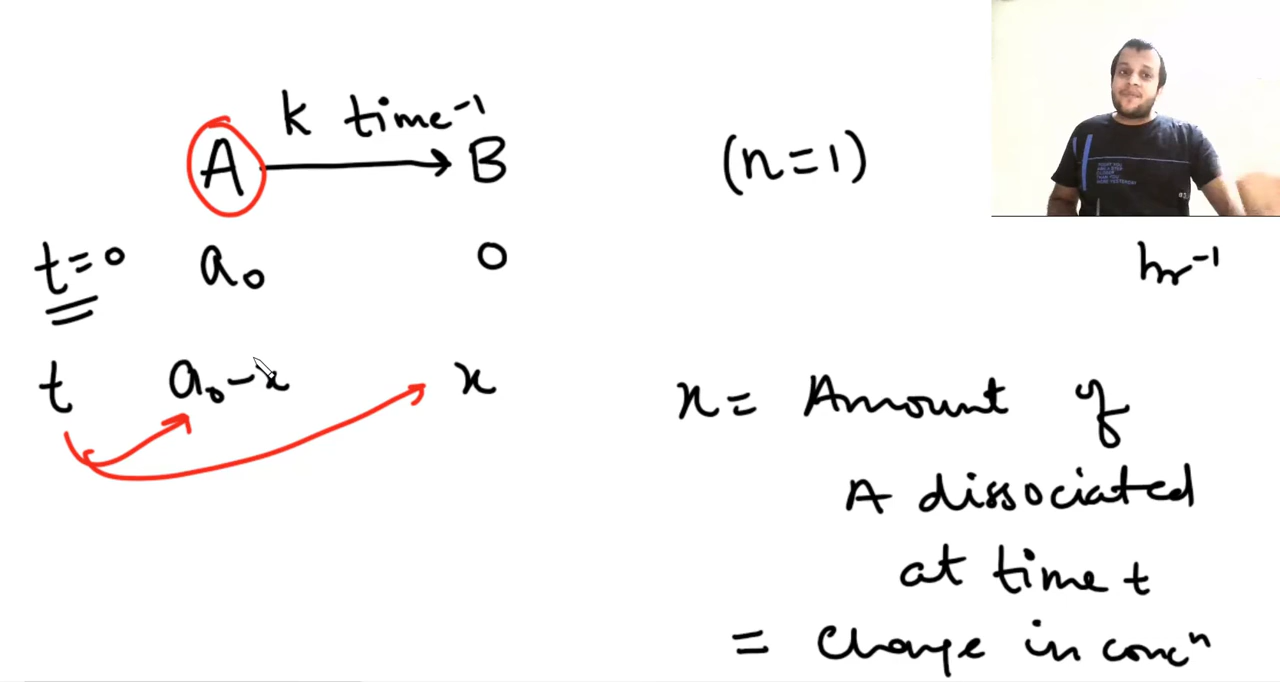 k time⁻¹
A → B (n=1)
t=0 a₀ 0 hr⁻¹
t a₀-x x
x = Amount of
A dissociated
at time t
= Change in concⁿ